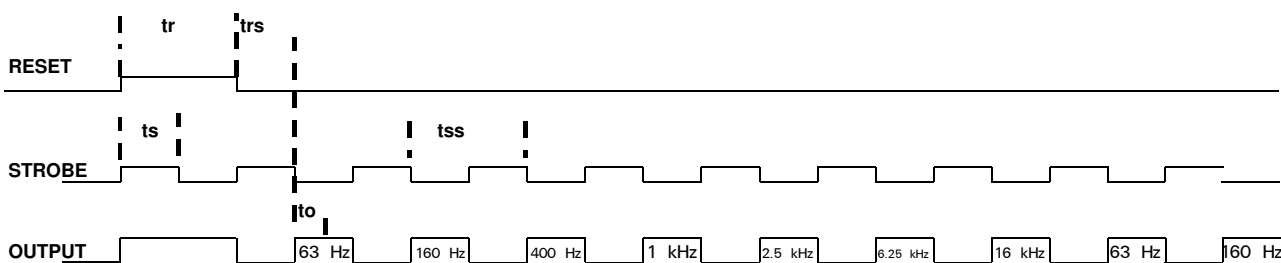 tr trs
RESET
ts tss
STROBE
to
OUTPUT 63 Hz 160 Hz 400 Hz 1 kHz 2.5 kHz 6.25 kHz 16 kHz 63 Hz 160 Hz